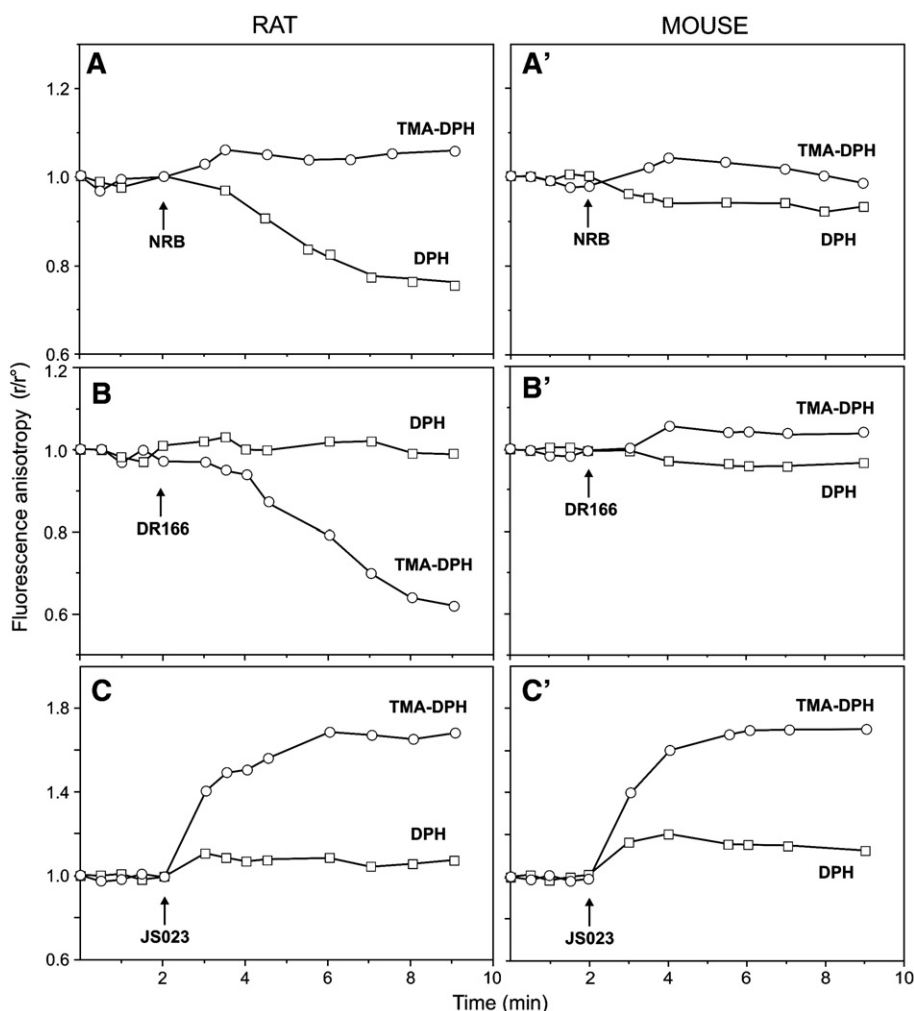 RAT
MOUSE
A
A'
1.2
1.0
0.8
0.6
TMA-DPH
NRB
DPH
TMA-DPH
NRB
DPH
B
B'
1.2
1.0
0.8
0.6
DPH
DR166
TMA-DPH
TMA-DPH
DR166
DPH
C
C'
1.8
1.4
1.0
0.6
TMA-DPH
DPH
JS023
TMA-DPH
DPH
JS023
0 2 4 6 8 10
0 2 4 6 8 10
Fluorescence anisotropy (r/r°)
Time (min)